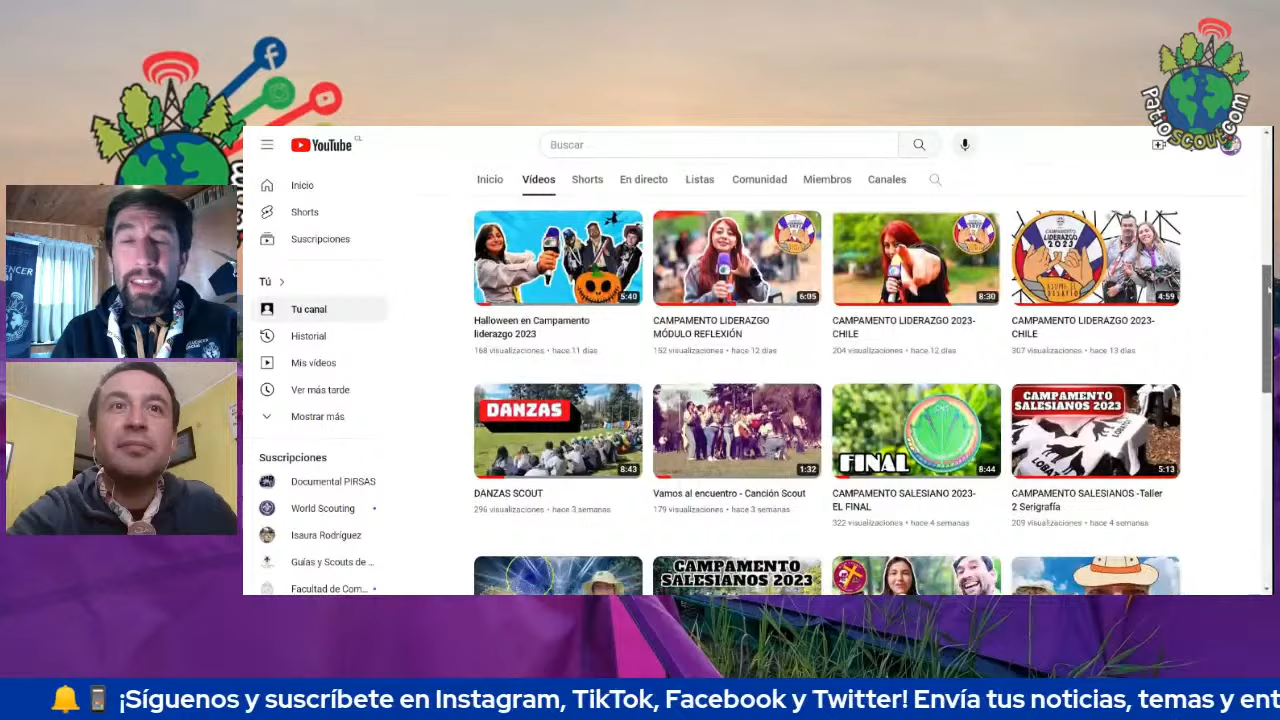 Patioscout.com
YouTube CL
Buscar
Inicio
Vídeos
Shorts
En directo
Listas
Comunidad
Miembros
Canales
Inicio
Shorts
Suscripciones
Tú
Tu canal
Historial
Mis vídeos
Ver más tarde
Mostrar más
Suscripciones
Documental PIRSAS
World Scouting
Isaura Rodríguez
Guías y Scouts de ...
Facultad de Com...
5:40
6:05
8:30
CAMPAMENTO
LIDERAZGO
2023
4:59
Halloween en Campamento
liderazgo 2023
168 visualizaciones • hace 11 días
CAMPAMENTO LIDERAZGO
MÓDULO REFLEXIÓN
152 visualizaciones • hace 12 días
CAMPAMENTO LIDERAZGO 2023-
CHILE
204 visualizaciones • hace 12 días
CAMPAMENTO LIDERAZGO 2023-
CHILE
307 visualizaciones • hace 13 días
DANZAS
8:43
1:32
FINAL
8:44
CAMPAMENTO
SALESIANOS 2023
5:13
DANZAS SCOUT
296 visualizaciones • hace 3 semanas
Vamos al encuentro - Canción Scout
179 visualizaciones • hace 3 semanas
CAMPAMENTO SALESIANO 2023-
EL FINAL
322 visualizaciones • hace 4 semanas
CAMPAMENTO SALESIANOS -Taller
2 Serigrafía
209 visualizaciones • hace 4 semanas
CAMPAMENTO
SALESIANOS 2023
¡Síguenos y suscríbete en Instagram, TikTok, Facebook y Twitter! Envía tus noticias, temas y ent